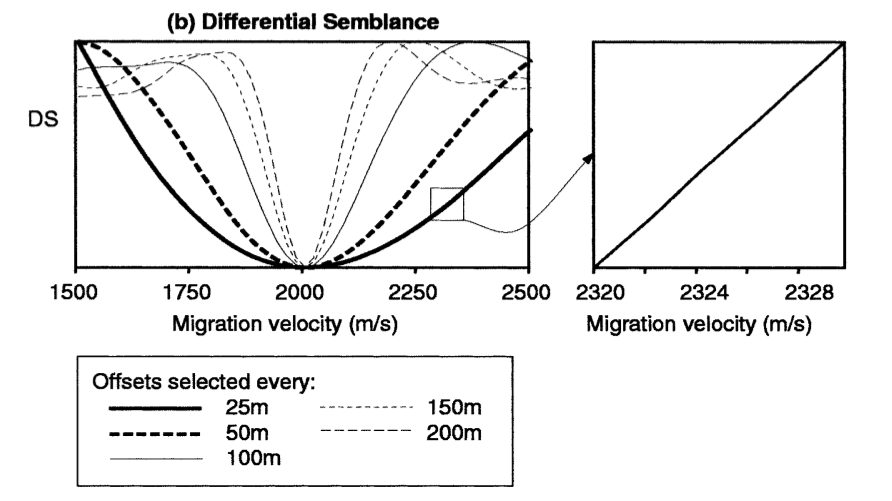 (b) Differential Semblance
DS
1500 1750 2000 2250 2500
Migration velocity (m/s)
2320 2324 2328
Migration velocity (m/s)
Offsets selected every:
25m 150m
50m 200m
100m